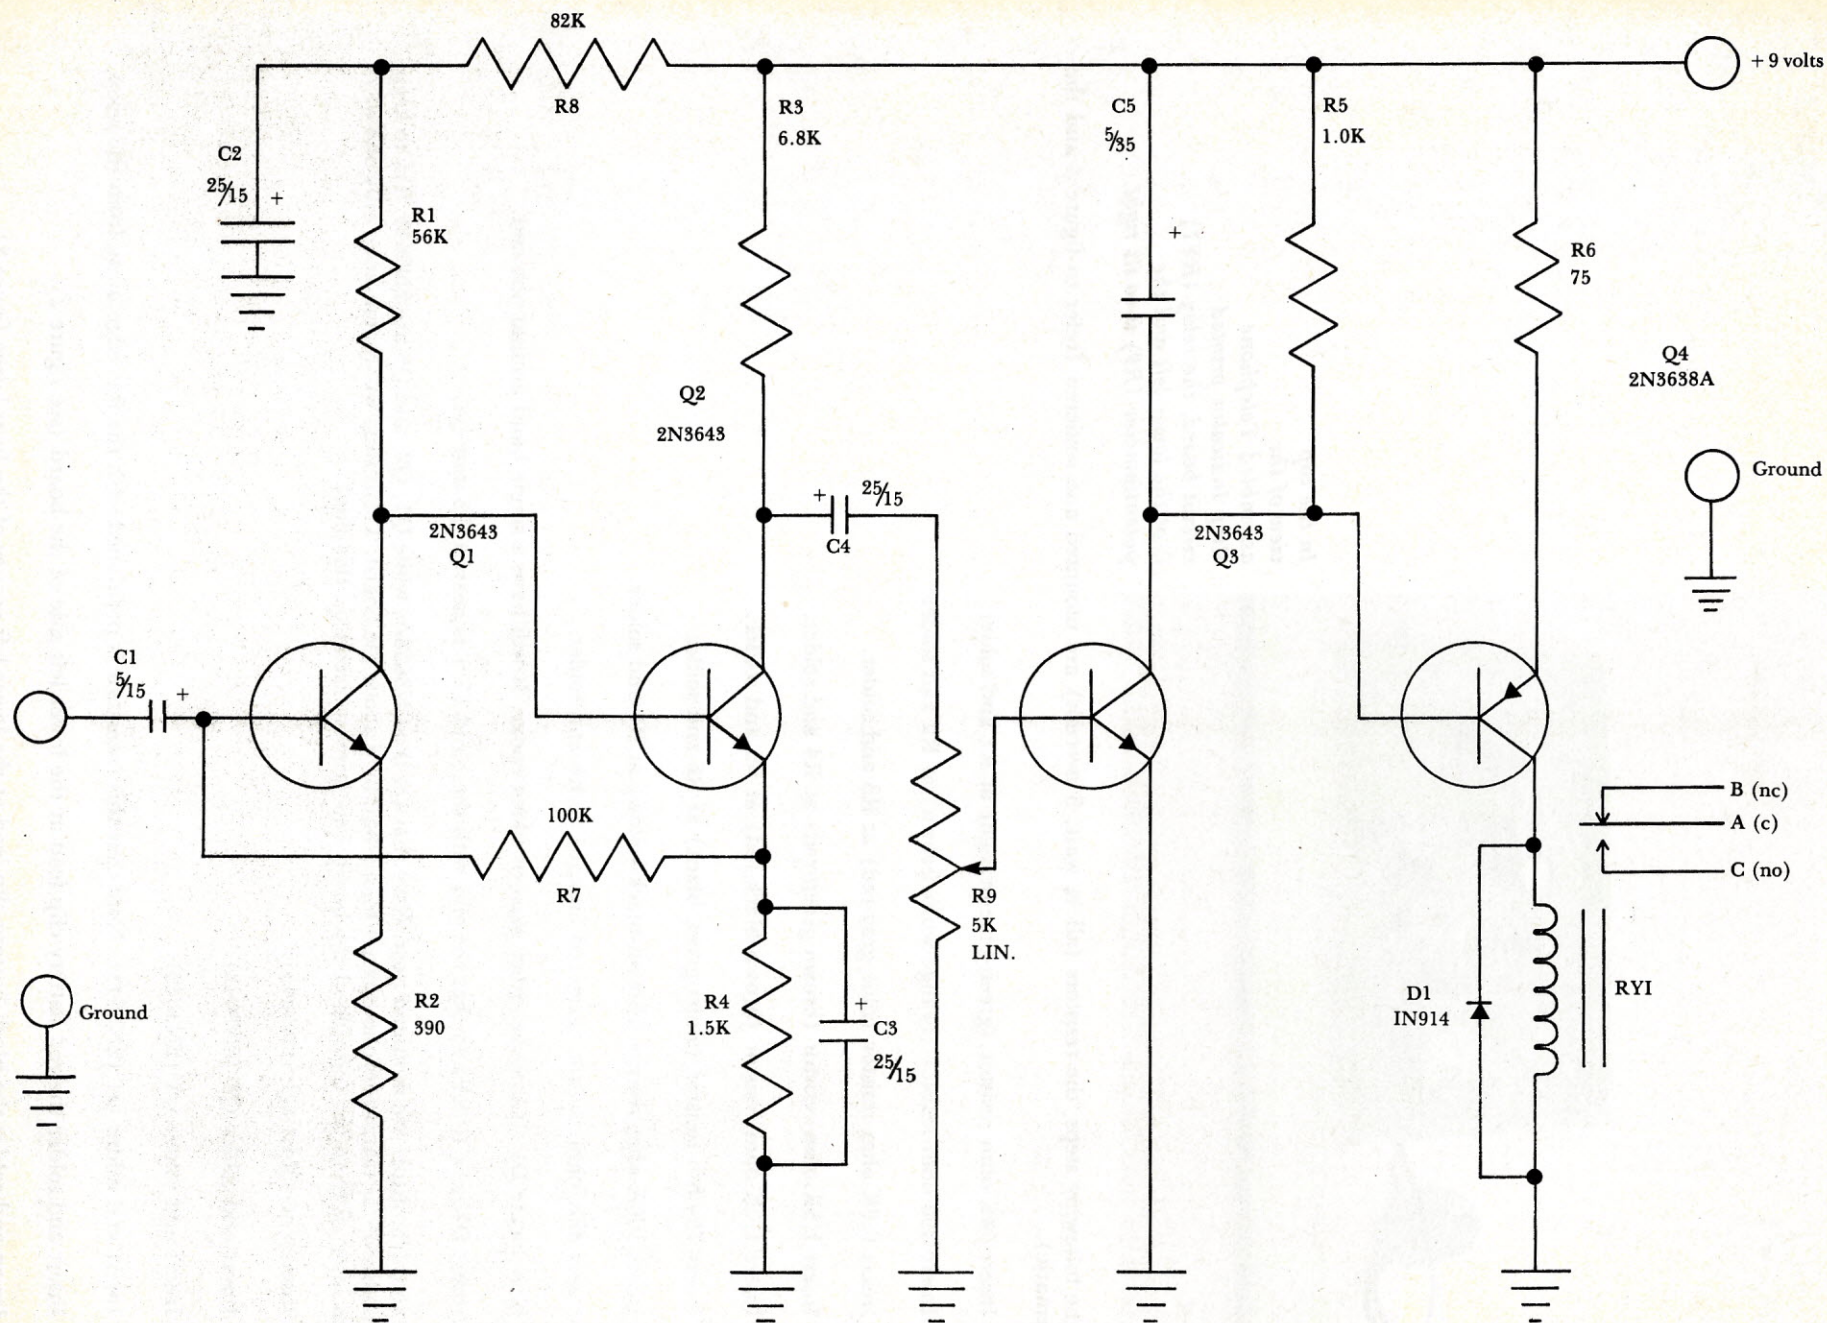 82K
R8
+ 9 volts
C2
25/15 +
R1
56K
R3
6.8K
C5
5/35
+
R5
1.0K
R6
75
Q4
2N3638A
Q2
2N3643
Ground
2N3643
Q1
+ 25/15
C4
2N3643
Q3
C1
5/15 +
100K
R7
B (nc)
A (c)
C (no)
R9
5K
LIN.
Ground
R2
390
R4
1.5K
+
C3
25/15
D1
IN914
RYI